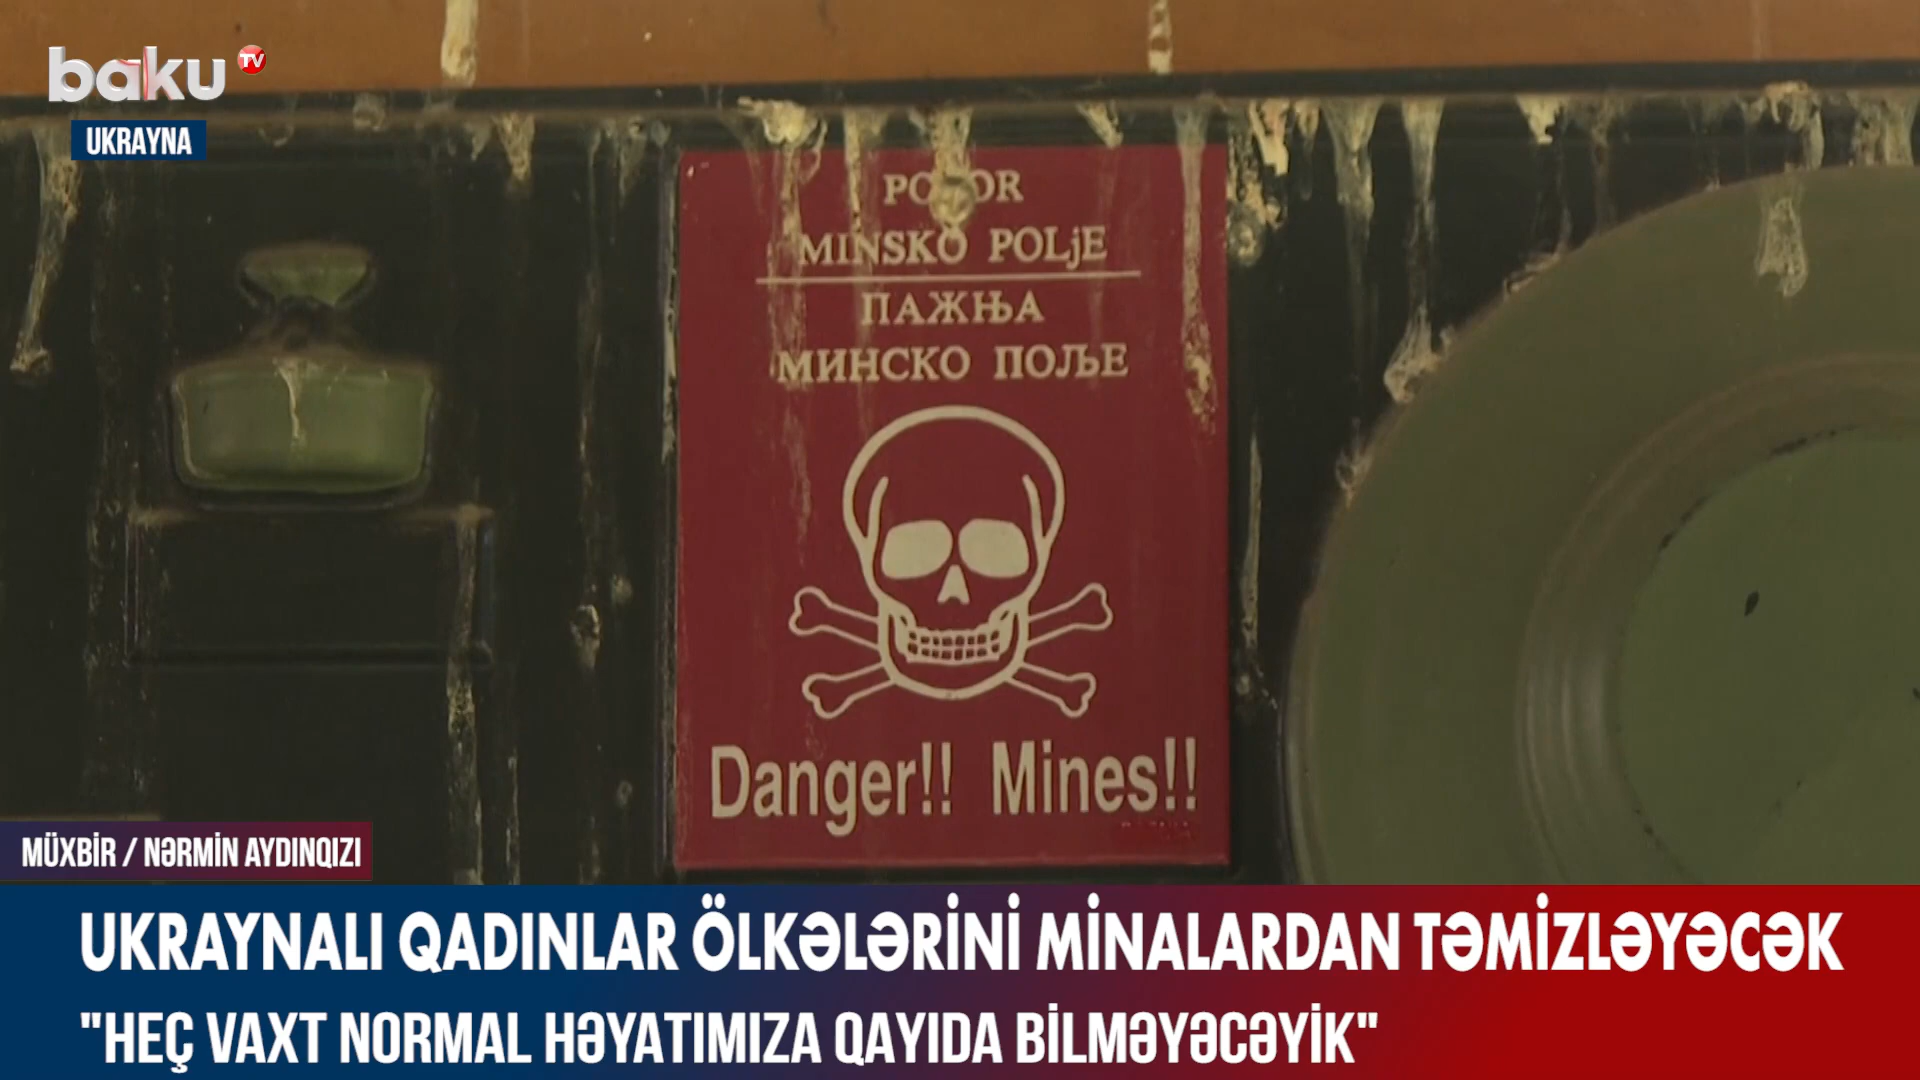 baku TV
UKRAYNA
MINSKO POLjE
ПАЖЊА
МИНСКО ПОЉЕ
Danger!! Mines!!
MÜXBİR / NƏRMİN AYDINQIZI
UKRAYNALI QADINLAR ÖLKƏLƏRİNİ MİNALARDAN TƏMİZLƏYƏCƏK
"HEÇ VAXT NORMAL HƏYATIMIZA QAYIDA BİLMƏYƏCƏYİK"